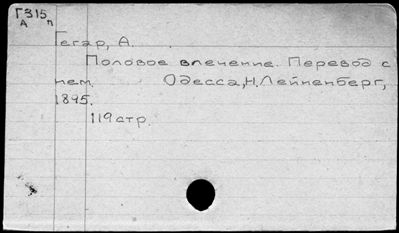 Г315
А п
Гегар, А.
Половое влечение. Перевод с
нем. Одесса, Н. Лейненберг,
1895.
119 стр.